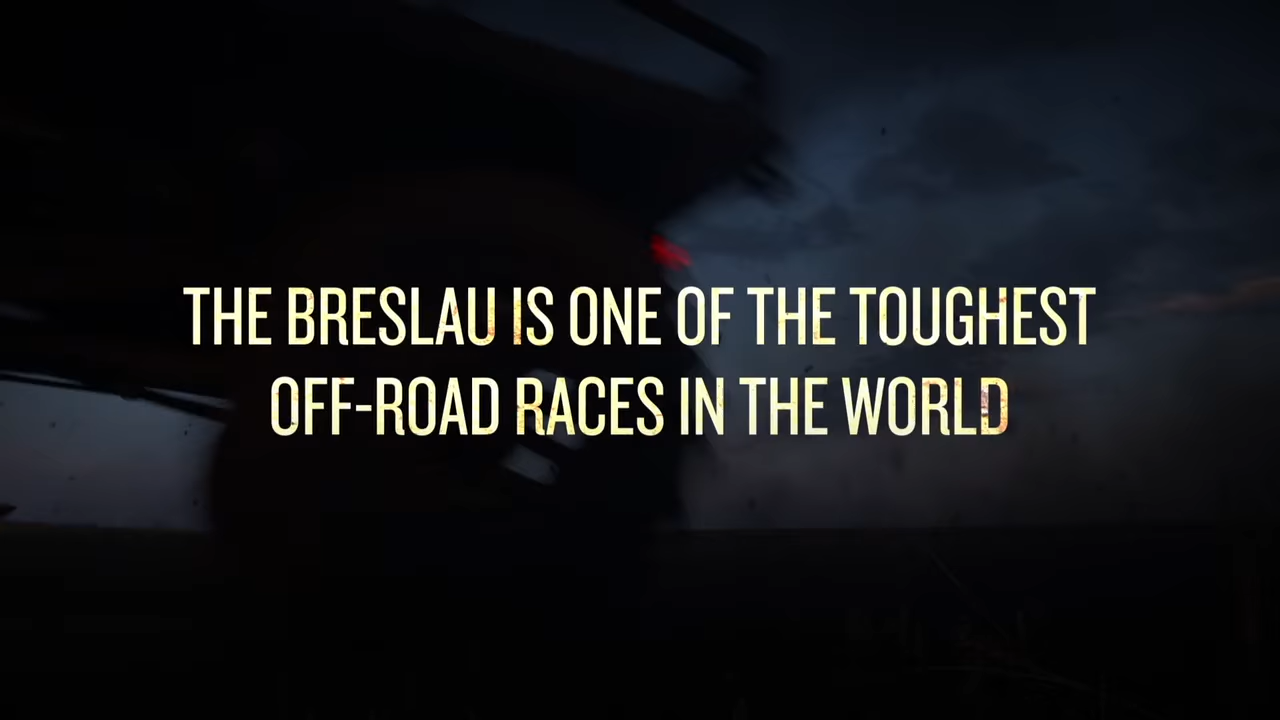 THE BRESLAU IS ONE OF THE TOUGHEST
OFF-ROAD RACES IN THE WORLD